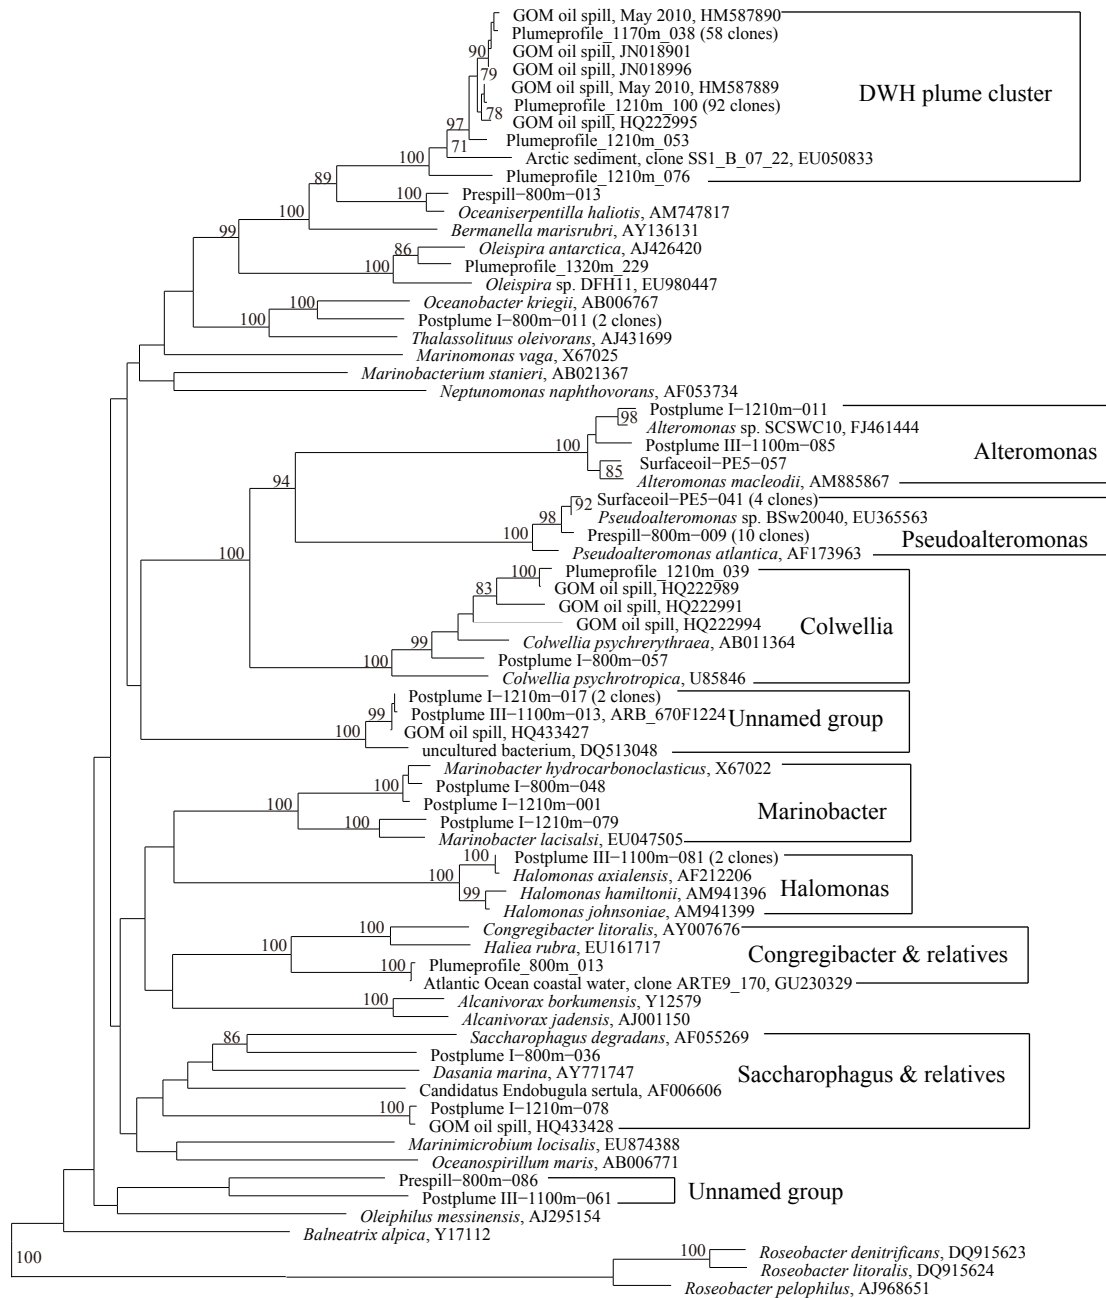 GOM oil spill, May 2010, HM587890
Plumeprofile_1170m_038 (58 clones)
90
GOM oil spill, JN018901
GOM oil spill, JN018996
79
GOM oil spill, May 2010, HM587889
DWH plume cluster
Plumeprofile_1210m_100 (92 clones)
78
GOM oil spill, HQ222995
97
Plumeprofile_1210m_053
71
Arctic sediment, clone SS1_B_07_22, EU050833
100
Plumeprofile_1210m_076
89
Prespill−800m−013
100
Oceaniserpentilla haliotis, AM747817
100
Bermanella marisrubri, AY136131
99
Oleispira antarctica, AJ426420
86
Plumeprofile_1320m_229
100
Oleispira sp. DFH11, EU980447
Oceanobacter kriegii, AB006767
100
Postplume I−800m−011 (2 clones)
100
Thalassolituus oleivorans, AJ431699
Marinomonas vaga, X67025
Marinobacterium stanieri, AB021367
Neptunomonas naphthovorans, AF053734
Postplume I−1210m−011
98
Alteromonas sp. SCSWC10, FJ461444
100
Postplume III−1100m−085
Alteromonas
Surfaceoil−PE5−057
85
Alteromonas macleodii, AM885867
94
Surfaceoil−PE5−041 (4 clones)
92
Pseudoalteromonas sp. BSw20040, EU365563
98
Prespill−800m−009 (10 clones)
100
Pseudoalteromonas
Pseudoalteromonas atlantica, AF173963
100
Plumeprofile_1210m_039
100
GOM oil spill, HQ222989
83
GOM oil spill, HQ222991
GOM oil spill, HQ222994
Colwellia
Colwellia psychrerythraea, AB011364
99
Postplume I−800m−057
100
Colwellia psychrotropica, U85846
Postplume I−1210m−017 (2 clones)
99
Postplume III−1100m−013, ARB_670F1224
Unnamed group
GOM oil spill, HQ433427
100
uncultured bacterium, DQ513048
Marinobacter hydrocarbonoclasticus, X67022
100
Postplume I−800m−048
100
Postplume I−1210m−001
Marinobacter
Postplume I−1210m−079
100
Marinobacter lacisalsi, EU047505
Postplume III−1100m−081 (2 clones)
100
Halomonas axialensis, AF212206
100
Halomonas
Halomonas hamiltonii, AM941396
99
Halomonas johnsoniae, AM941399
Congregibacter litoralis, AY007676
100
Haliea rubra, EU161717
100
Congregibacter & relatives
Plumeprofile_800m_013
100
Atlantic Ocean coastal water, clone ARTE9_170, GU230329
Alcanivorax borkumensis, Y12579
100
Alcanivorax jadensis, AJ001150
Saccharophagus degradans, AF055269
86
Postplume I−800m−036
Dasania marina, AY771747
Saccharophagus & relatives
Candidatus Endobugula sertula, AF006606
Postplume I−1210m−078
100
GOM oil spill, HQ433428
Marinimicrobium locisalis, EU874388
Oceanospirillum maris, AB006771
Prespill−800m−086
Unnamed group
Postplume III−1100m−061
Oleiphilus messinensis, AJ295154
Balneatrix alpica, Y17112
100
Roseobacter denitrificans, DQ915623
100
Roseobacter litoralis, DQ915624
Roseobacter pelophilus, AJ968651